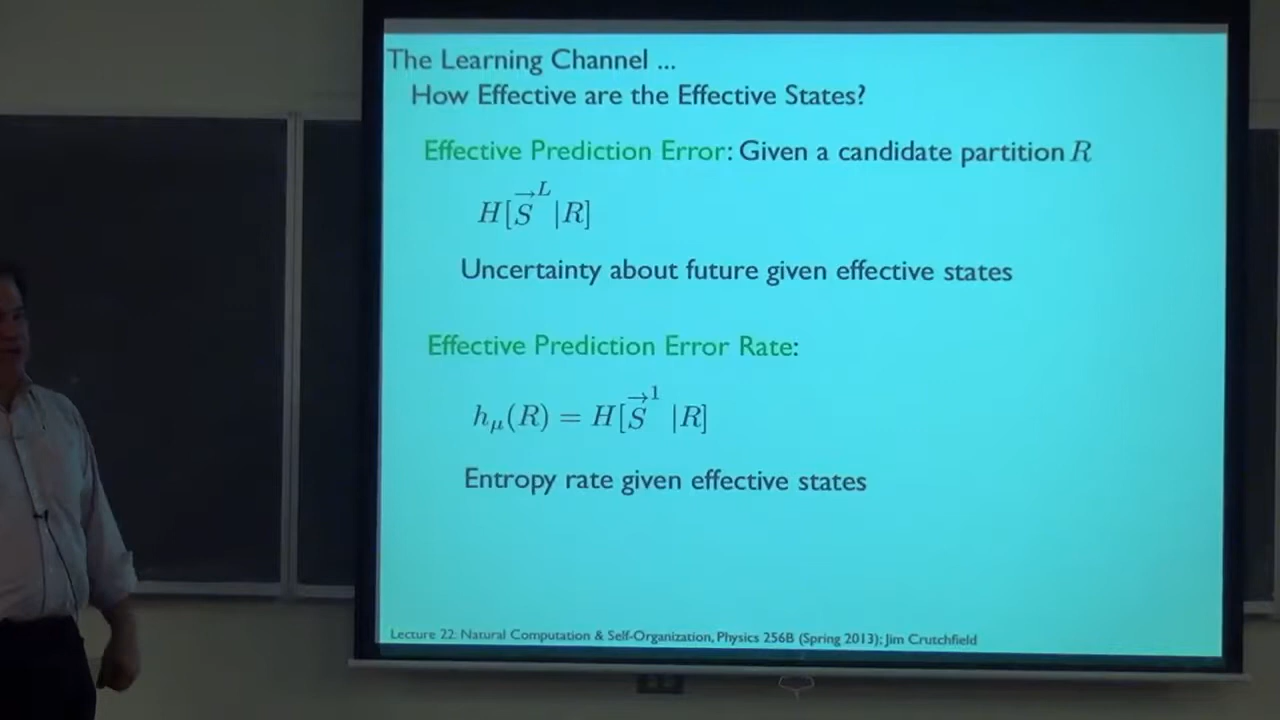 The Learning Channel ...
How Effective are the Effective States?
Effective Prediction Error: Given a candidate partition R
H[S⃗^L|R]
Uncertainty about future given effective states
Effective Prediction Error Rate:
h_μ(R) = H[S⃗^1|R]
Entropy rate given effective states
Lecture 22: Natural Computation & Self-Organization, Physics 256B (Spring 2013); Jim Crutchfield